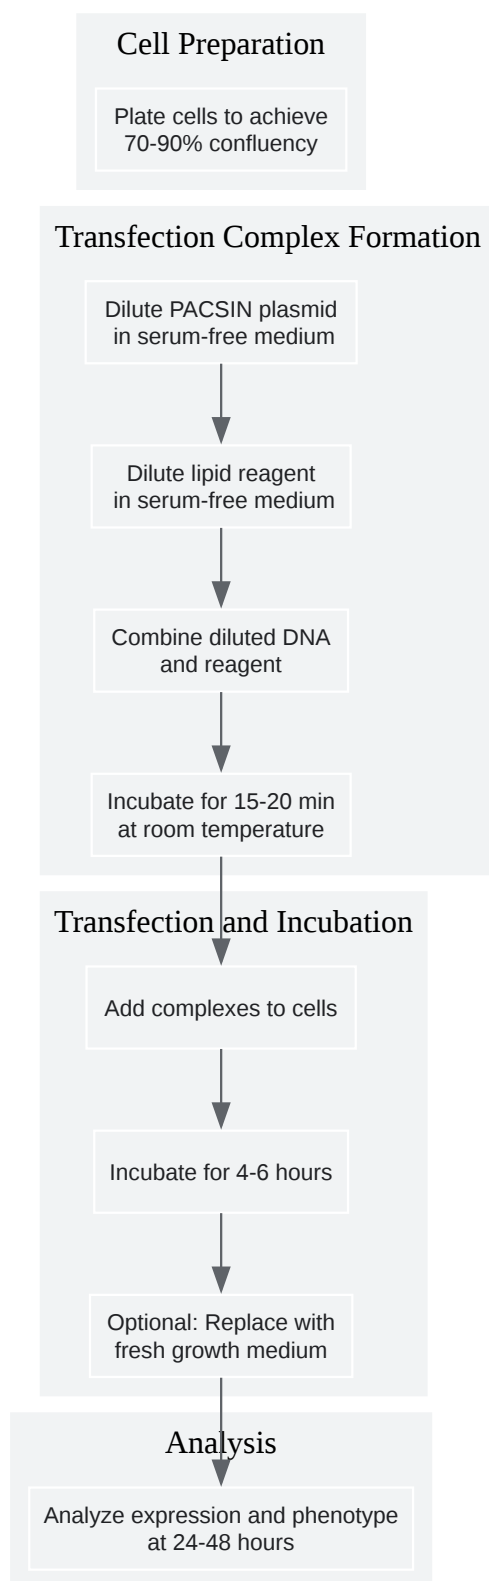 Cell Preparation
Plate cells to achieve
70-90% confluency
Transfection Complex Formation
Dilute PACSIN plasmid
in serum-free medium
Dilute lipid reagent
in serum-free medium
Combine diluted DNA
and reagent
Incubate for 15-20 min
at room temperature
Transfection and Incubation
Add complexes to cells
Incubate for 4-6 hours
Optional: Replace with
fresh growth medium
Analysis
Analyze expression and phenotype
at 24-48 hours